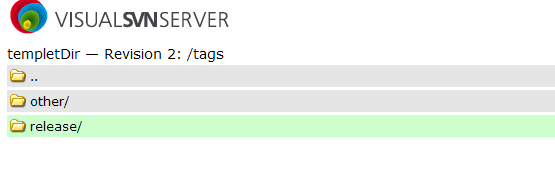 VISUALSVNSERVER
templetDir — Revision 2: /tags
..
other/
release/